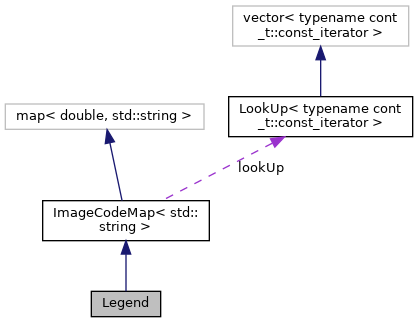 vector< typename cont
_t::const_iterator >
map< double, std::string >
LookUp< typename cont
_t::const_iterator >
lookUp
ImageCodeMap< std::
string >
Legend